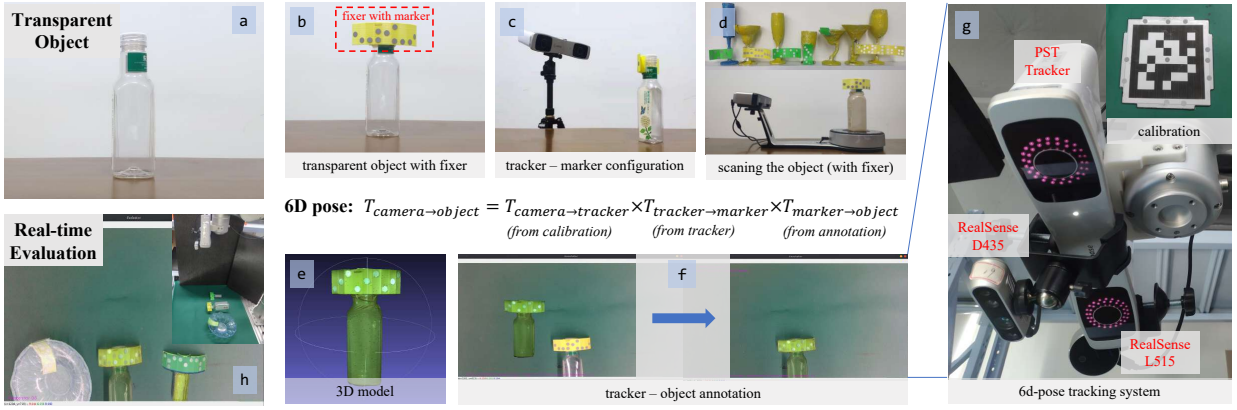 Transparent
Object
a
b
fixer with marker
transparent object with fixer
c
tracker – marker configuration
d
scaning the object (with fixer)
6D pose: T_camera→object = T_camera→tracker×T_tracker→marker×T_marker→object
(from calibration) (from tracker) (from annotation)
Real-time
Evaluation
h
e
3D model
f
tracker – object annotation
g
PST
Tracker
calibration
RealSense
D435
RealSense
L515
6d-pose tracking system